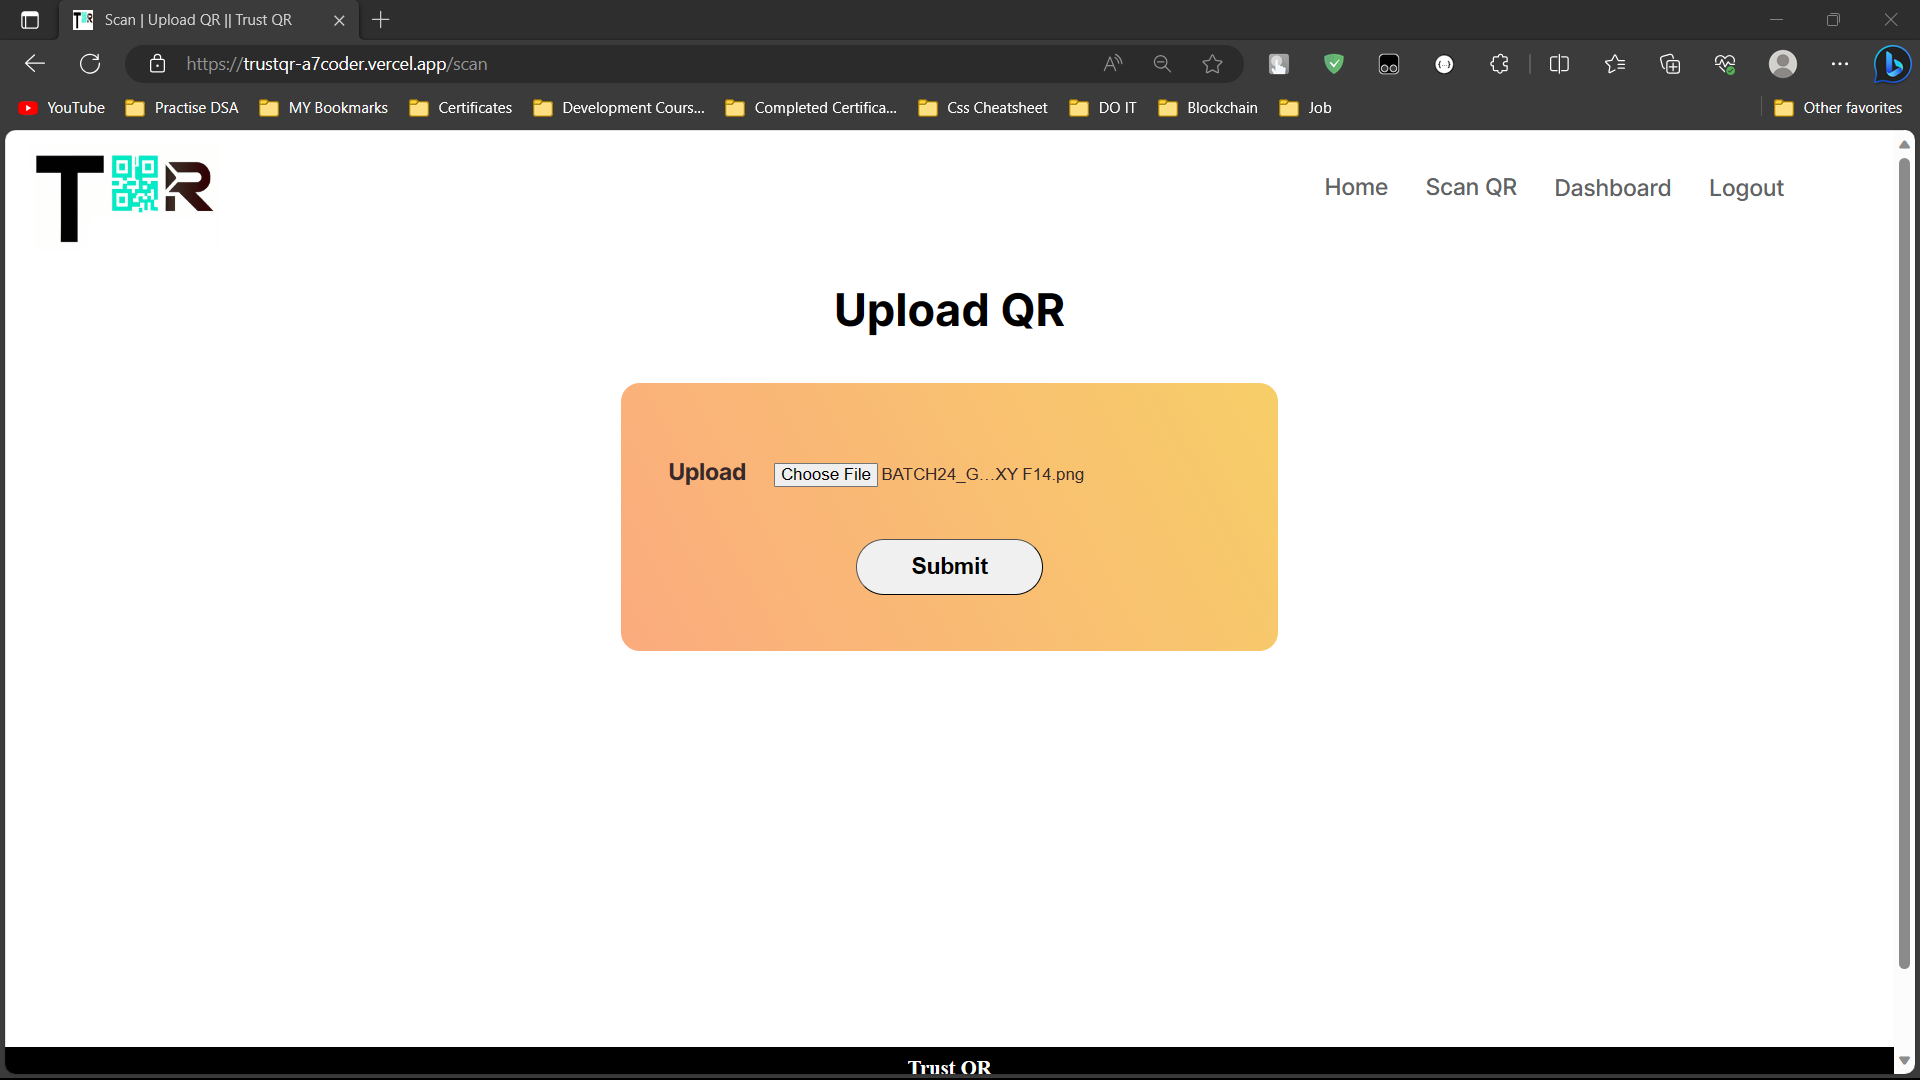 Scan | Upload QR || Trust QR
https://trustqr-a7coder.vercel.app/scan
YouTube Practise DSA MY Bookmarks Certificates Development Cours... Completed Certifica... Css Cheatsheet DO IT Blockchain Job Other favorites
T R
Home Scan QR Dashboard Logout
Upload QR
Upload Choose File BATCH24_G...XY F14.png
Submit
Trust QR